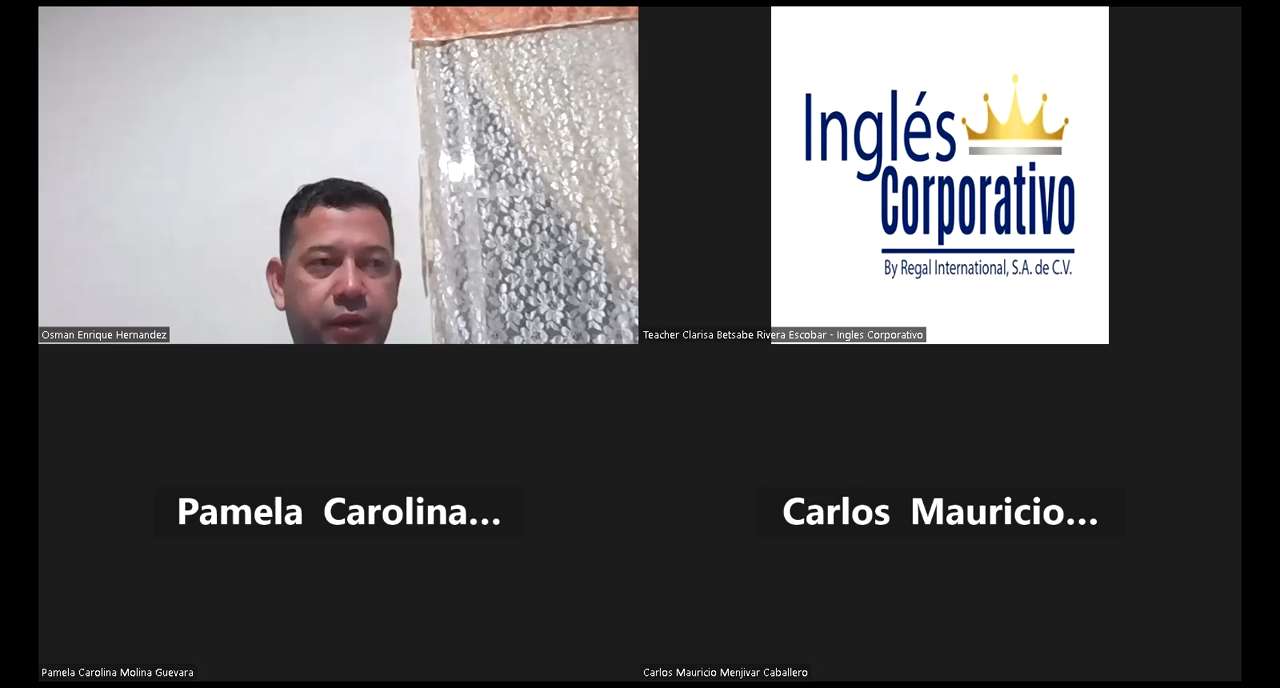 Inglés
Corporativo
By Regal International, S.A. de C.V.
Osman Enrique Hernandez
Teacher Clarisa Betsabe Rivera Escobar - Ingles Corporativo
Pamela Carolina...
Carlos Mauricio...
Pamela Carolina Molina Guevara
Carlos Mauricio Menjivar Caballero